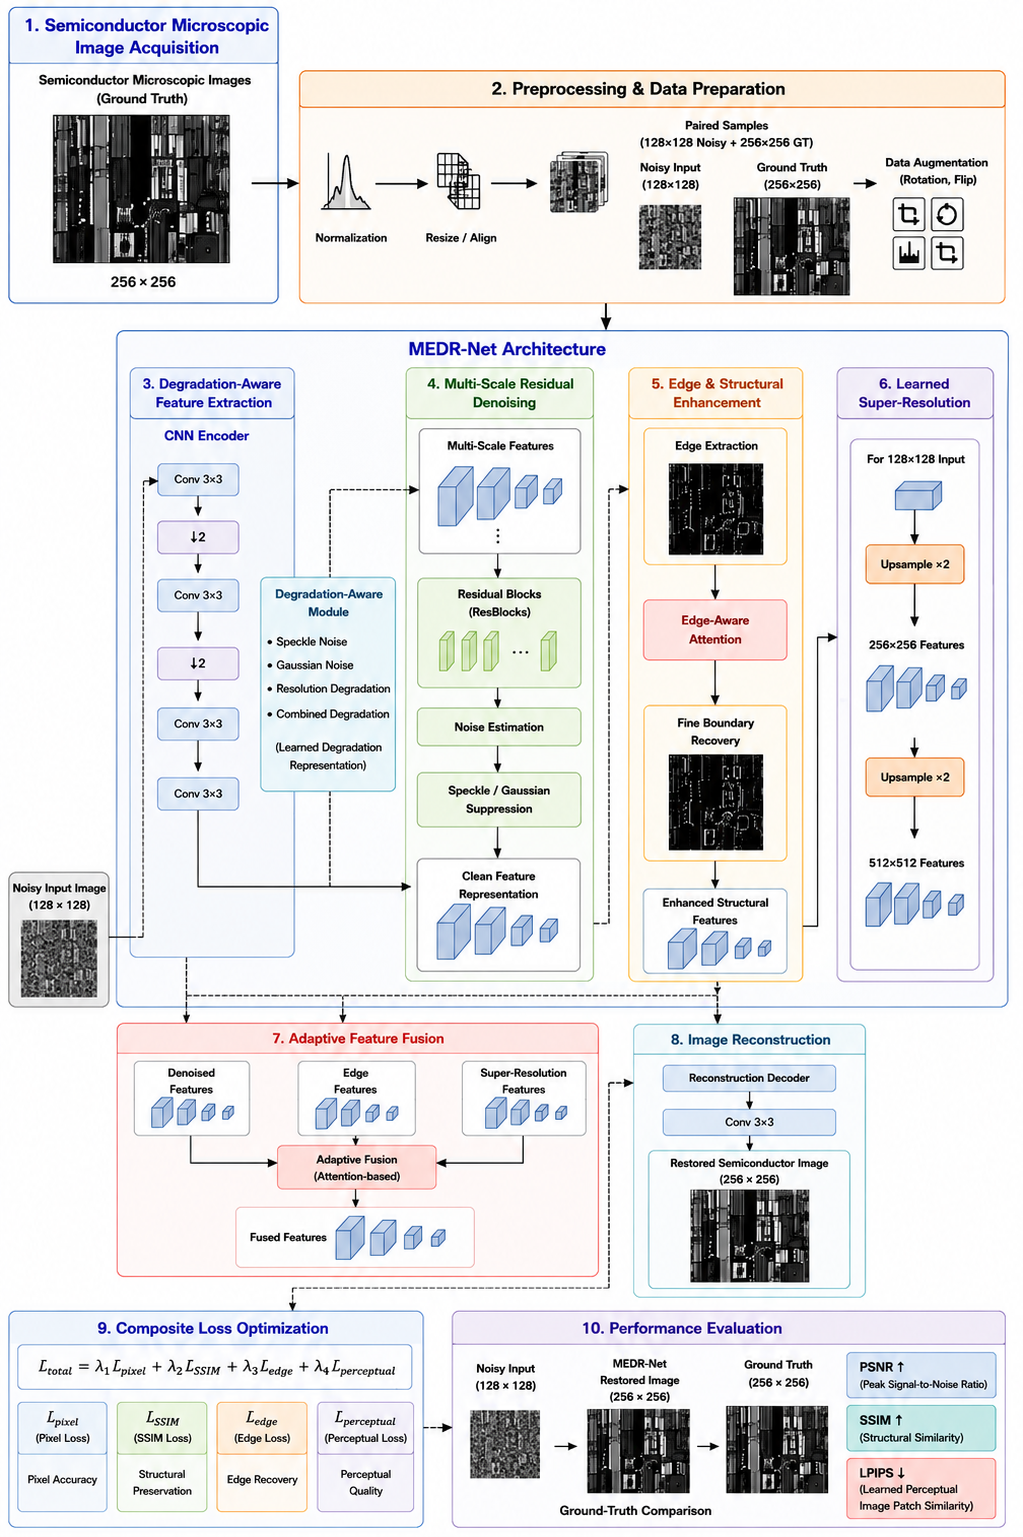 1. Semiconductor Microscopic
Image Acquisition
Semiconductor Microscopic Images
(Ground Truth)
256 × 256
2. Preprocessing & Data Preparation
Normalization
Resize / Align
Paired Samples
(128×128 Noisy + 256×256 GT)
Noisy Input
(128×128)
Ground Truth
(256×256)
Data Augmentation
(Rotation, Flip)
MEDR-Net Architecture
3. Degradation-Aware
Feature Extraction
CNN Encoder
Conv 3×3
↓2
Conv 3×3
↓2
Conv 3×3
Conv 3×3
Degradation-Aware
Module
• Speckle Noise
• Gaussian Noise
• Resolution Degradation
• Combined Degradation
(Learned Degradation
Representation)
Noisy Input Image
(128 × 128)
4. Multi-Scale Residual
Denoising
Multi-Scale Features
Residual Blocks
(ResBlocks)
Noise Estimation
Speckle / Gaussian
Suppression
Clean Feature
Representation
5. Edge & Structural
Enhancement
Edge Extraction
Edge-Aware
Attention
Fine Boundary
Recovery
Enhanced Structural
Features
6. Learned
Super-Resolution
For 128×128 Input
Upsample ×2
256×256 Features
Upsample ×2
512×512 Features
7. Adaptive Feature Fusion
Denoised
Features
Edge
Features
Super-Resolution
Features
Adaptive Fusion
(Attention-based)
Fused Features
8. Image Reconstruction
Reconstruction Decoder
Conv 3×3
Restored Semiconductor Image
(256 × 256)
9. Composite Loss Optimization
L_total = λ₁L_pixel + λ₂L_SSIM + λ₃L_edge + λ₄L_perceptual
L_pixel
(Pixel Loss)
Pixel Accuracy
L_SSIM
(SSIM Loss)
Structural
Preservation
L_edge
(Edge Loss)
Edge Recovery
L_perceptual
(Perceptual Loss)
Perceptual
Quality
10. Performance Evaluation
Noisy Input
(128 × 128)
MEDR-Net
Restored Image
(256 × 256)
Ground Truth
(256 × 256)
Ground-Truth Comparison
PSNR ↑
(Peak Signal-to-Noise Ratio)
SSIM ↑
(Structural Similarity)
LPIPS ↓
(Learned Perceptual
Image Patch Similarity)